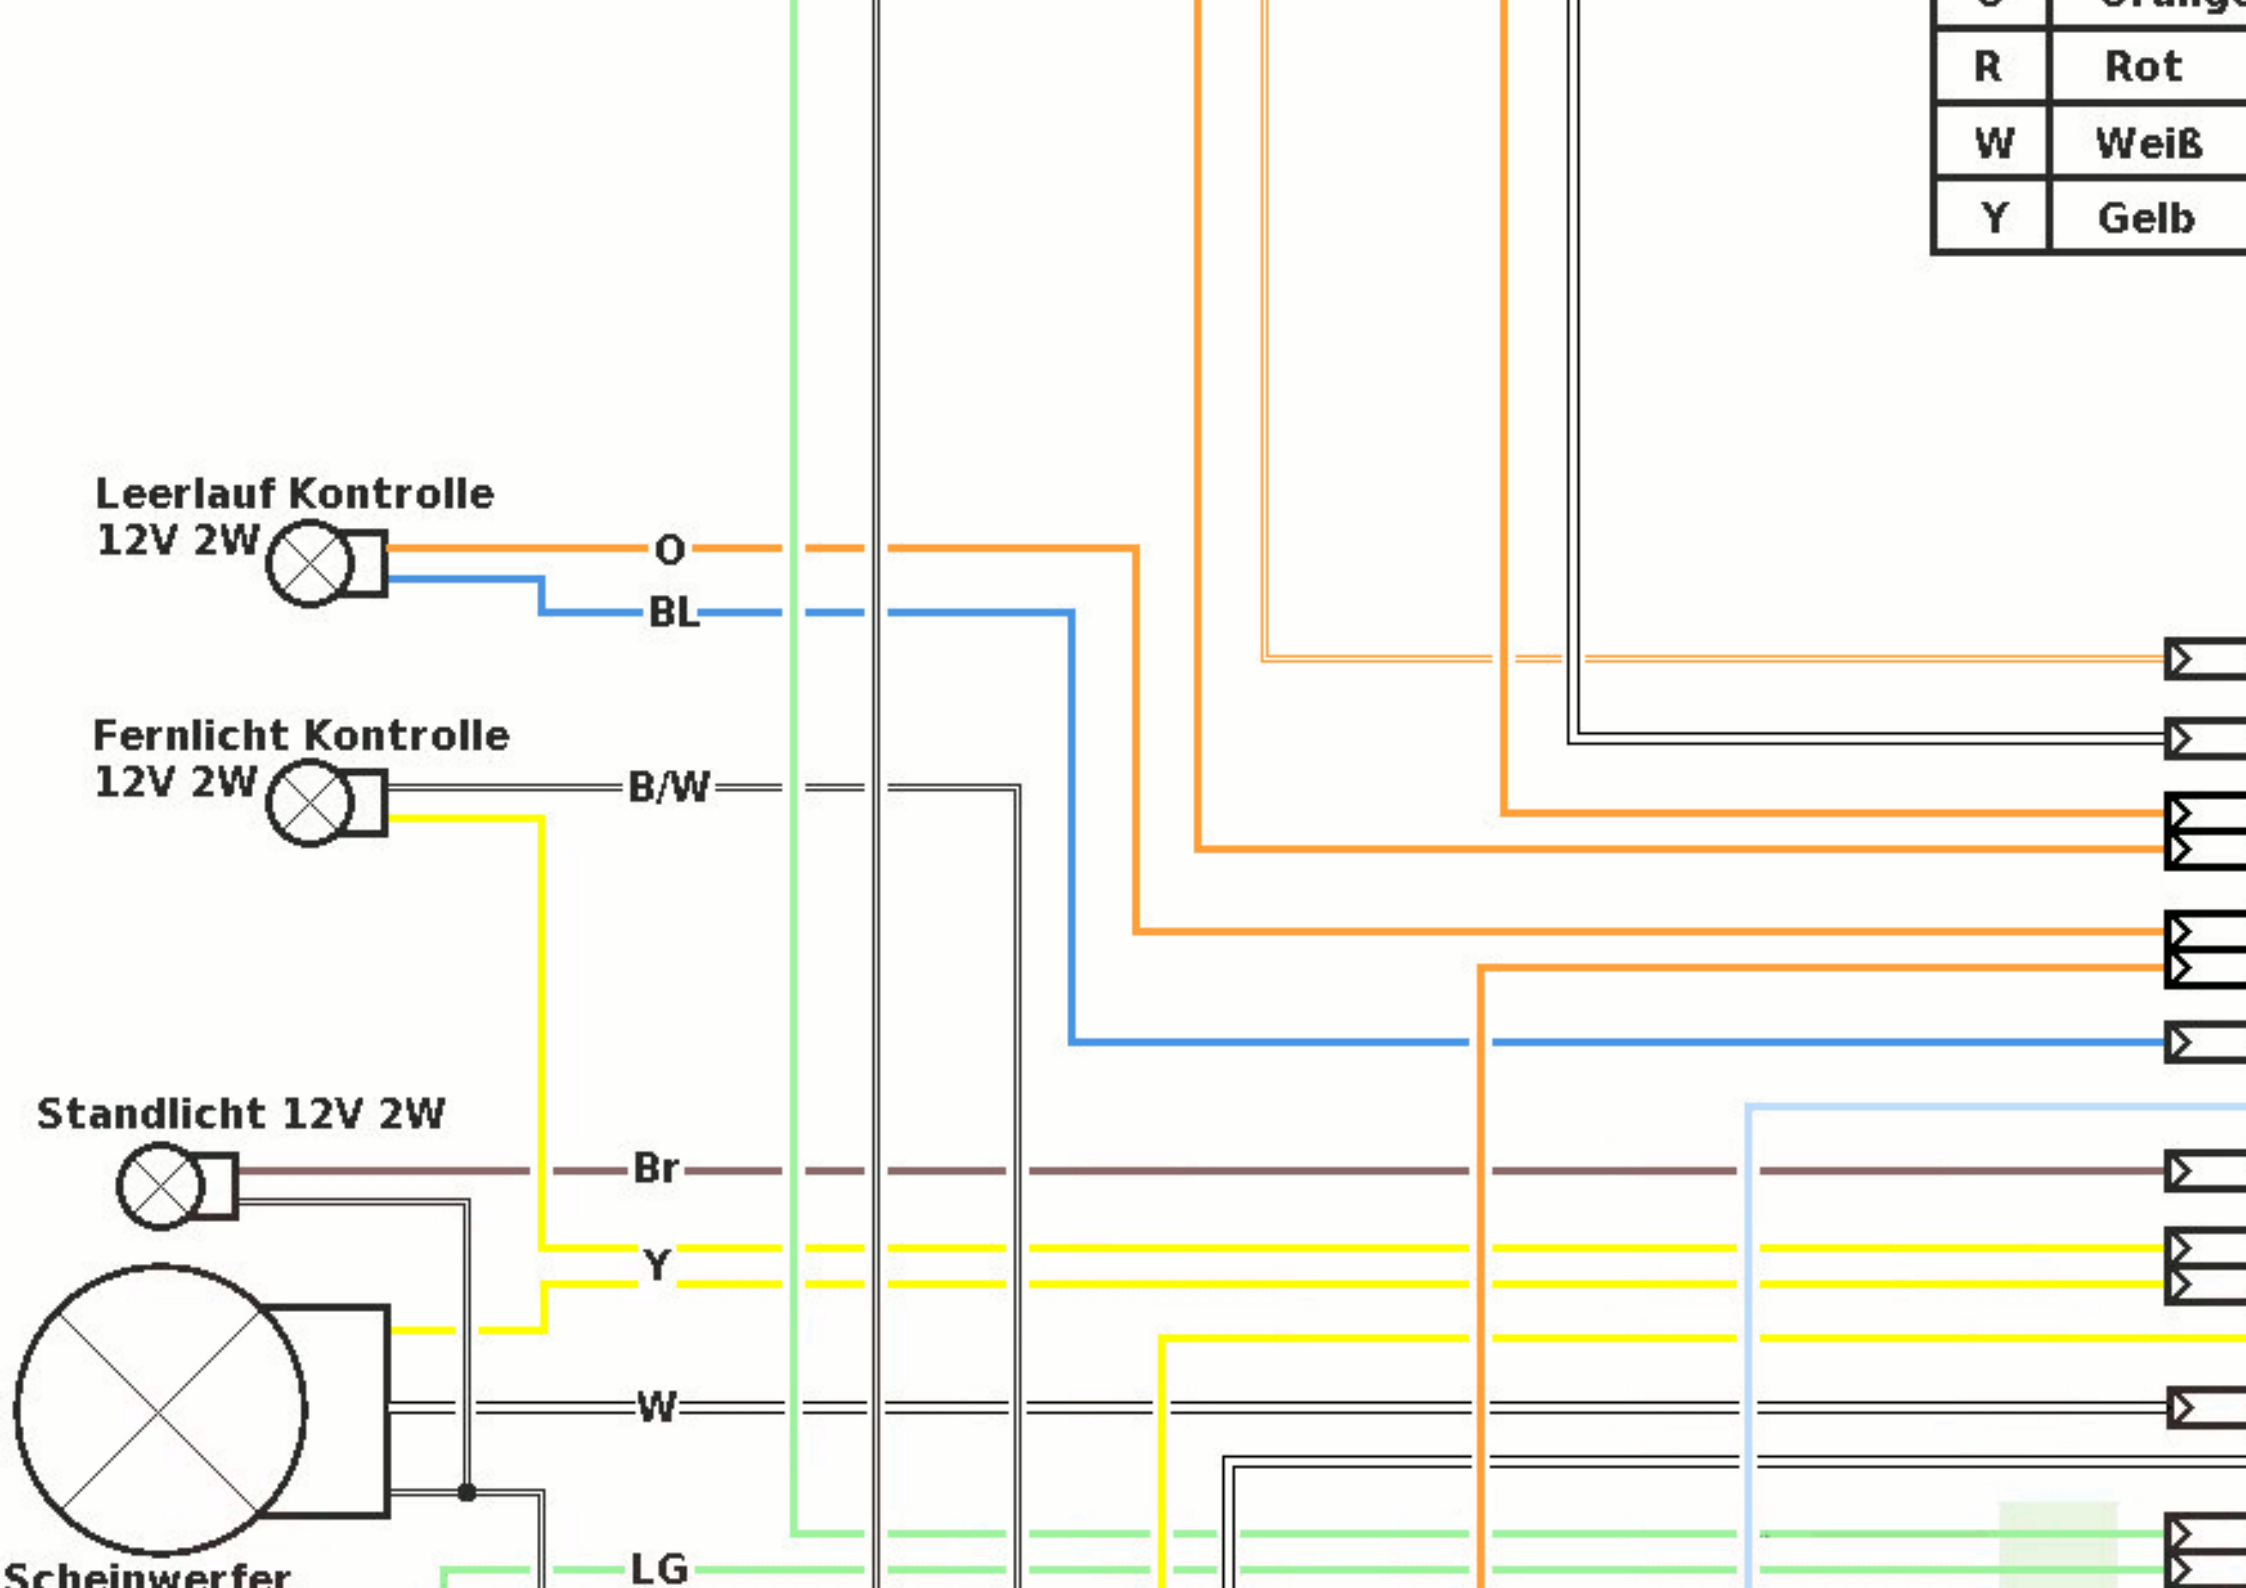 R Rot
W Weiß
Y Gelb
Leerlauf Kontrolle
12V 2W
O
BL
Fernlicht Kontrolle
12V 2W
B/W
Standlicht 12V 2W
Br
Y
W
LG
Scheinwerfer